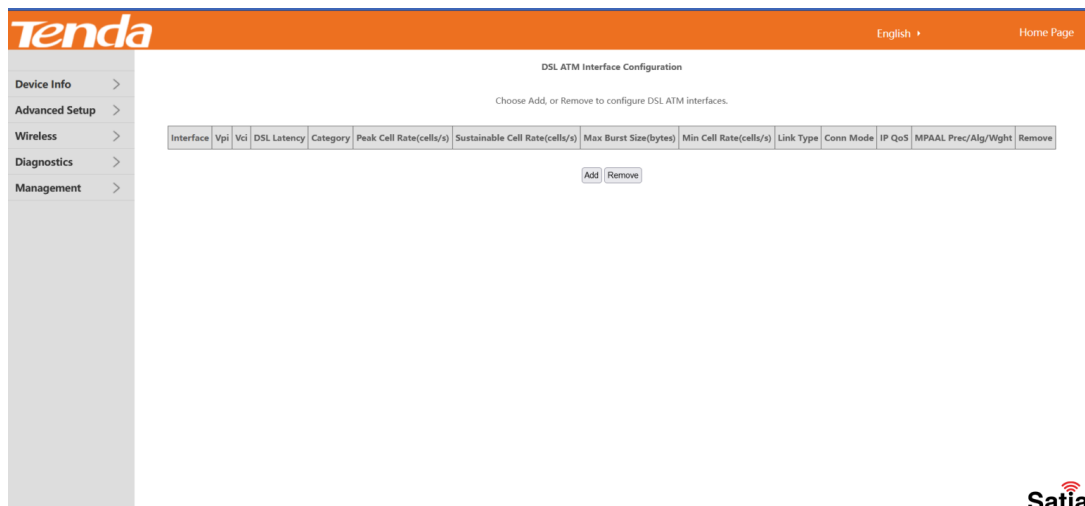 Tenda
English
Home Page
Device Info
Advanced Setup
Wireless
Diagnostics
Management
DSL ATM Interface Configuration
Choose Add, or Remove to configure DSL ATM interfaces.
Interface Vpi Vci DSL Latency Category Peak Cell Rate(cells/s) Sustainable Cell Rate(cells/s) Max Burst Size(bytes) Min Cell Rate(cells/s) Link Type Conn Mode IP QoS MPAAL Prec/Alg/Wght Remove
Add Remove
Satia